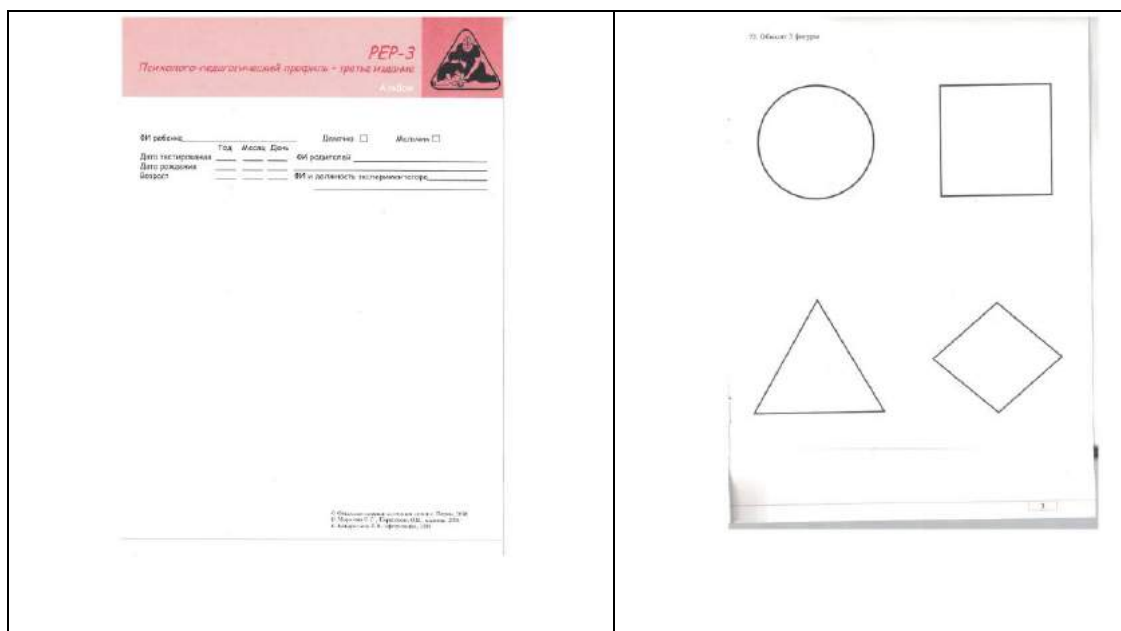 PEP-3
Психолого-педагогический профиль - третье издание
Альбом
ФИ ребенка
Девочка
Мальчик
Год Месяц День
Дата тестирования
ФИ родителей
Дата рождения
Возраст
ФИ и должность экспериментатора
Обводит 3 фигуры
3